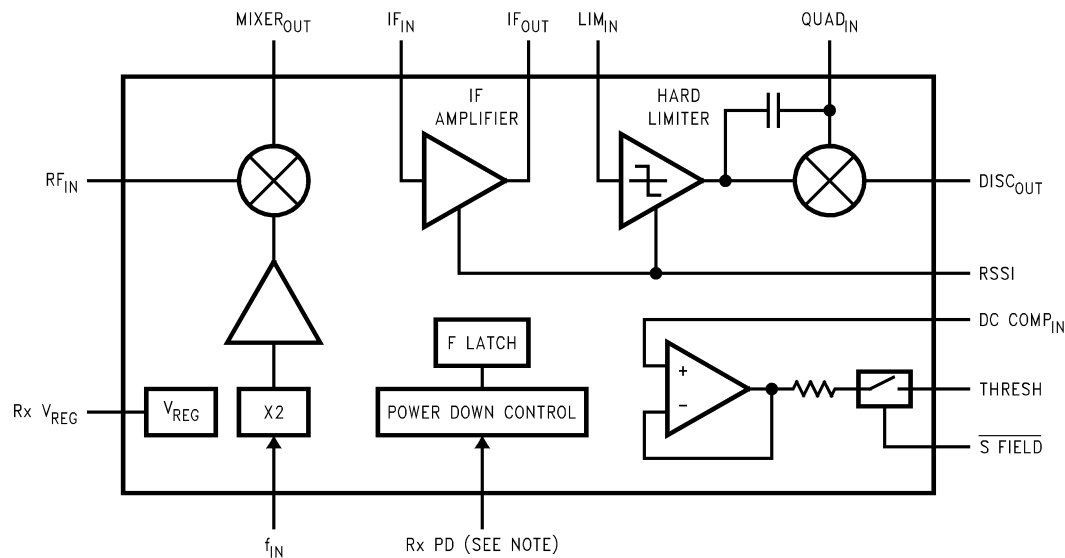 MIXER_OUT
IF_IN
IF_OUT
LIM_IN
QUAD_IN
IF
AMPLIFIER
HARD
LIMITER
RF_IN
DISC_OUT
RSSI
DC COMP_IN
F LATCH
+
THRESH
Rx V_REG
V_REG
X2
POWER DOWN CONTROL
−
S FIELD
f_IN
Rx PD (SEE NOTE)